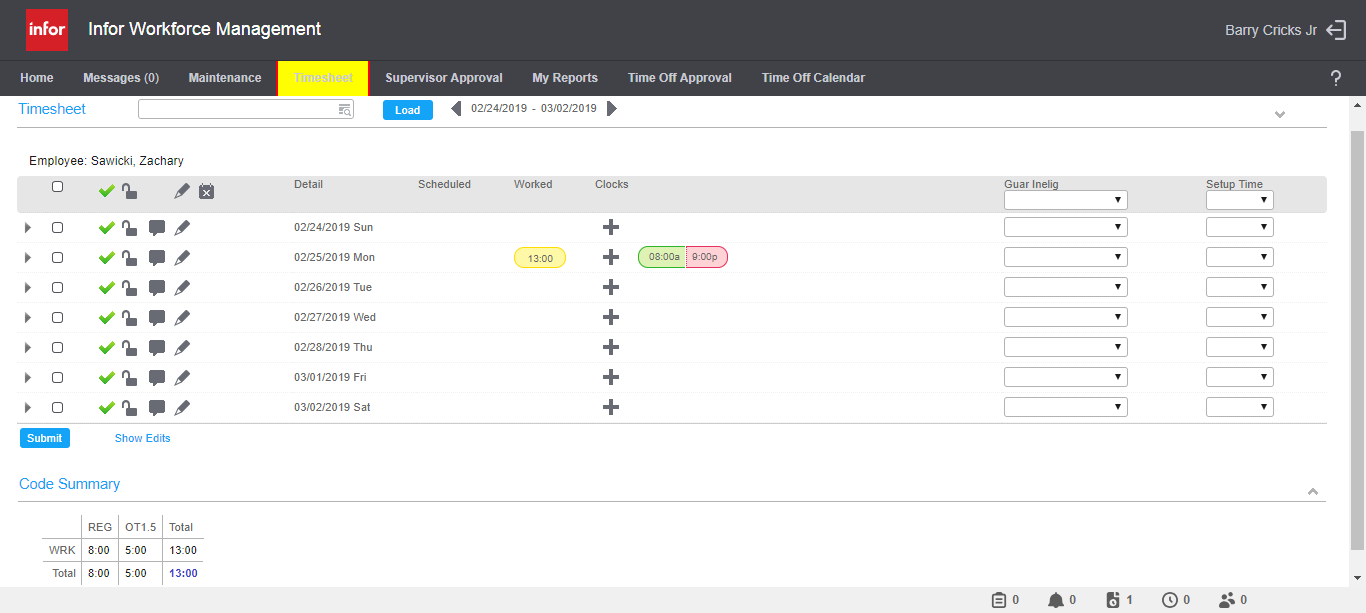 infor Infor Workforce Management Barry Cricks Jr
Home Messages (0) Maintenance Timesheet Supervisor Approval My Reports Time Off Approval Time Off Calendar ?
Timesheet Load 02/24/2019 - 03/02/2019
Employee: Sawicki, Zachary
Detail Scheduled Worked Clocks Guar Inelig Setup Time
02/24/2019 Sun
02/25/2019 Mon 13:00 08:00a 9:00p
02/26/2019 Tue
02/27/2019 Wed
02/28/2019 Thu
03/01/2019 Fri
03/02/2019 Sat
Submit Show Edits
Code Summary
REG OT1.5 Total
WRK 8:00 5:00 13:00
Total 8:00 5:00 13:00
0 0 1 0 0